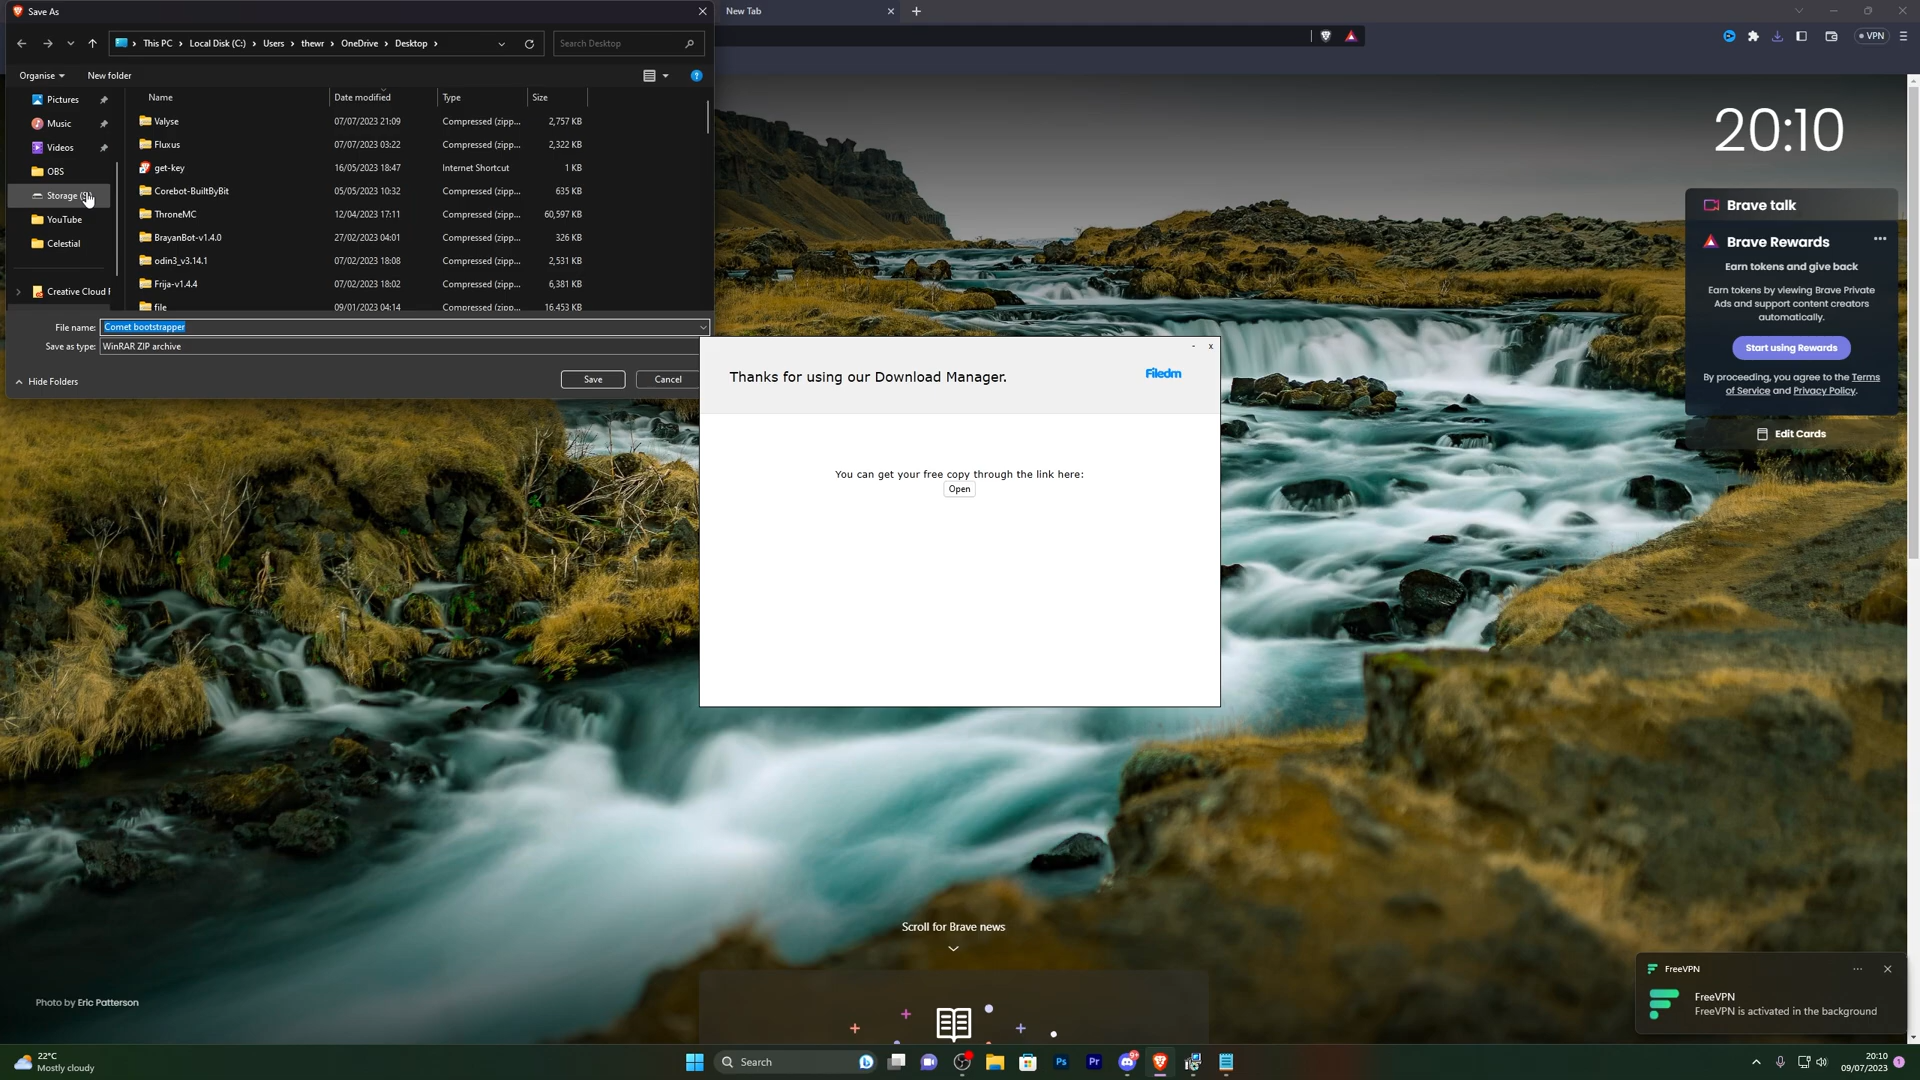 Save As
New Tab
This PC > Local Disk (C:) > Users > thewr > OneDrive > Desktop >
Search Desktop
VPN
Organise
New folder
Name
Date modified
Type
Size
Pictures
Music
Videos
OBS
Storage
YouTube
Celestial
Creative Cloud F
Valyse 07/07/2023 21:09 Compressed (zipp... 2,757 KB
Fluxus 07/07/2023 03:22 Compressed (zipp... 2,322 KB
get-key 16/05/2023 18:47 Internet Shortcut 1 KB
Corebot-BuiltByBit 05/05/2023 10:32 Compressed (zipp... 635 KB
ThroneMC 12/04/2023 17:11 Compressed (zipp... 60,597 KB
BrayanBot-v1.4.0 27/02/2023 04:01 Compressed (zipp... 326 KB
odin3_v3.14.1 07/02/2023 18:08 Compressed (zipp... 2,531 KB
Frija-v1.4.4 07/02/2023 18:02 Compressed (zipp... 6,381 KB
file 09/01/2023 04:14 Compressed (zipp... 16,453 KB
File name: Comet bootstrapper
Save as type: WinRAR ZIP archive
Hide Folders
Save
Cancel
- x
Thanks for using our Download Manager.
Filedm
You can get your free copy through the link here:
Open
20:10
Brave talk
Brave Rewards
Earn tokens and give back
Earn tokens by viewing Brave Private
Ads and support content creators
automatically.
Start using Rewards
By proceeding, you agree to the Terms
of Service and Privacy Policy.
Edit Cards
Scroll for Brave news
Photo by Eric Patterson
FreeVPN
FreeVPN
FreeVPN is activated in the background
22°C
Mostly cloudy
Search
Ps
Pr
20:10
09/07/2023
1